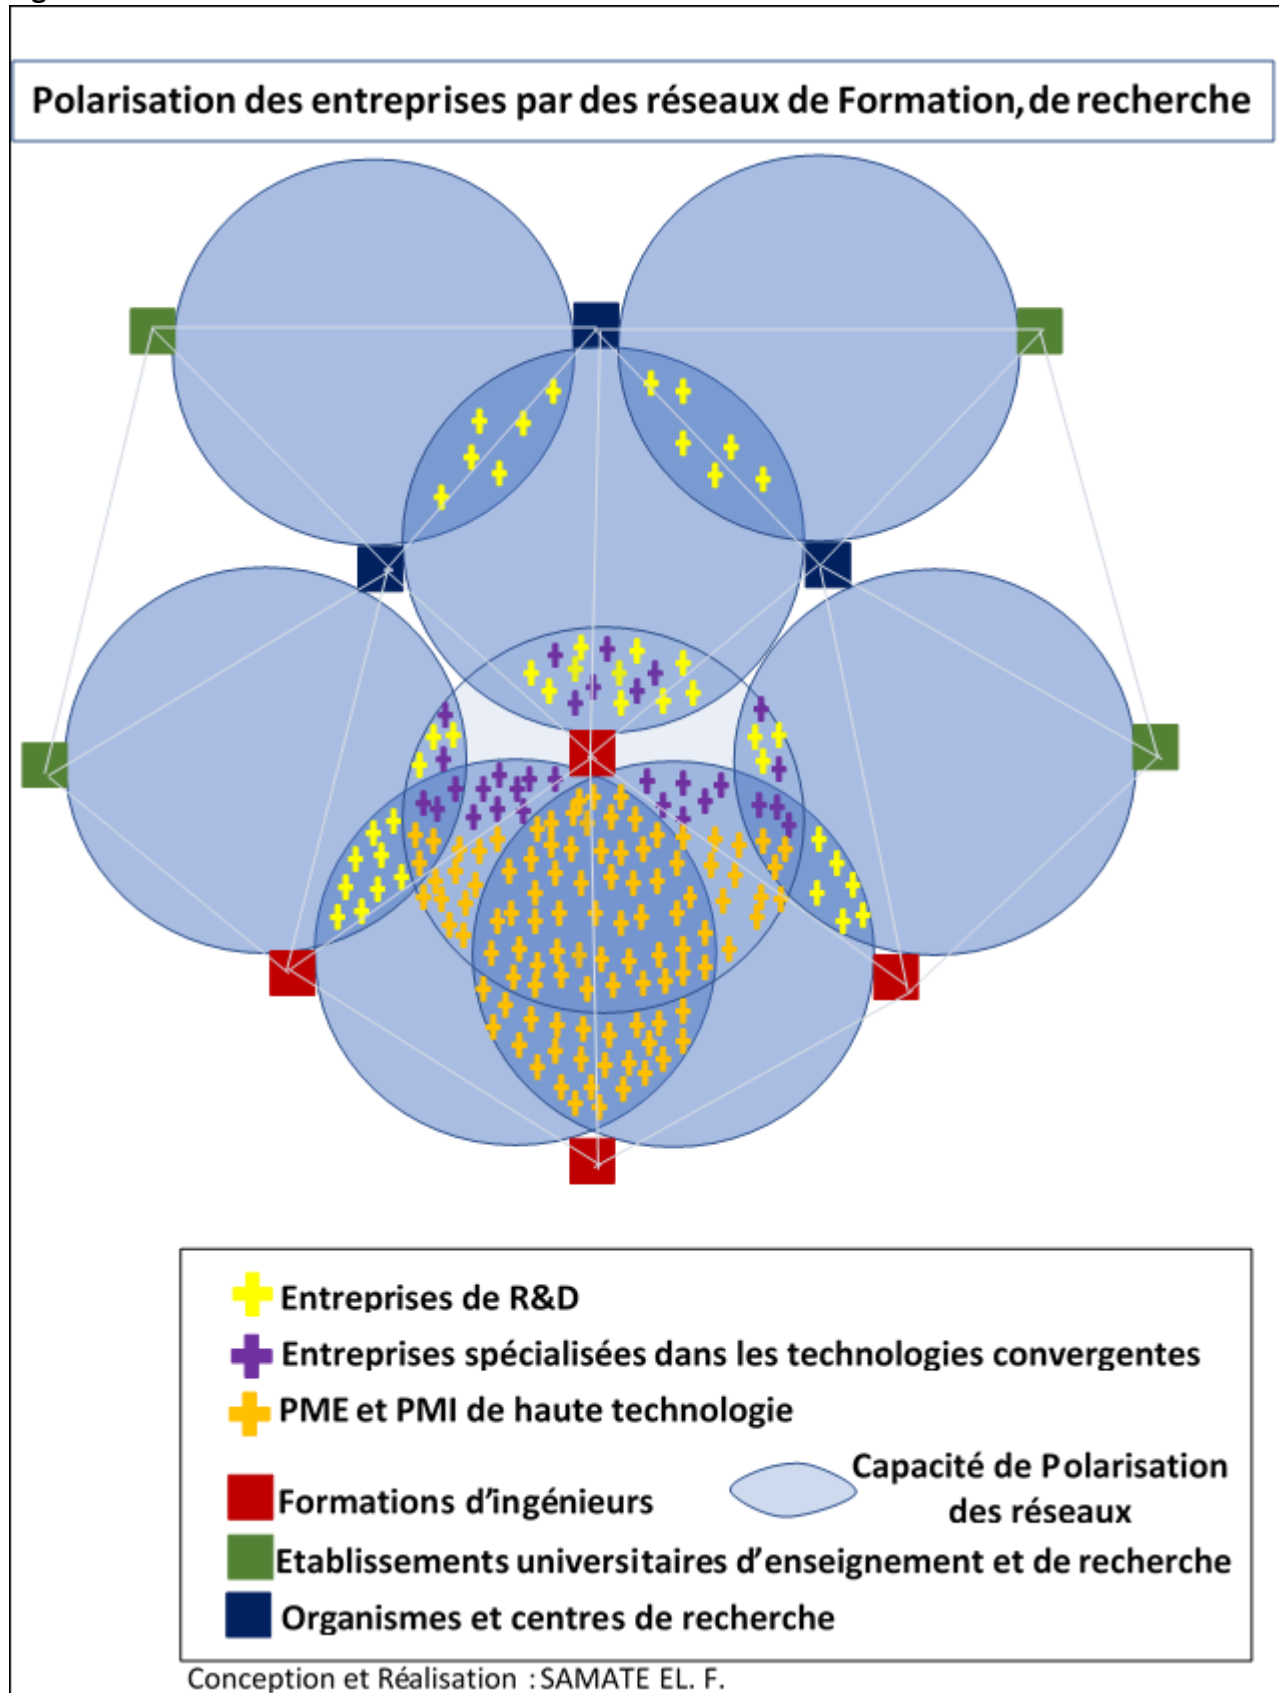 Polarisation des entreprises par des réseaux de Formation, de recherche
Entreprises de R&D
Entreprises spécialisées dans les technologies convergentes
PME et PMI de haute technologie
Capacité de Polarisation
des réseaux
Formations d'ingénieurs
Etablissements universitaires d'enseignement et de recherche
Organismes et centres de recherche
Conception et Réalisation : SAMATE EL. F.